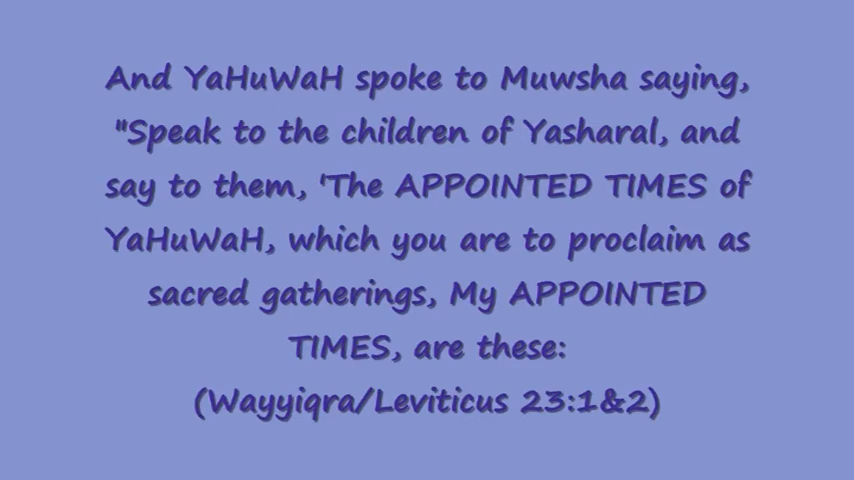 And YaHuWaH spoke to Muwsha saying,
"Speak to the children of Yasharal, and
say to them, 'The APPOINTED TIMES of
YaHuWaH, which you are to proclaim as
sacred gatherings, My APPOINTED
TIMES, are these:
(Wayyiqra/Leviticus 23:1&2)